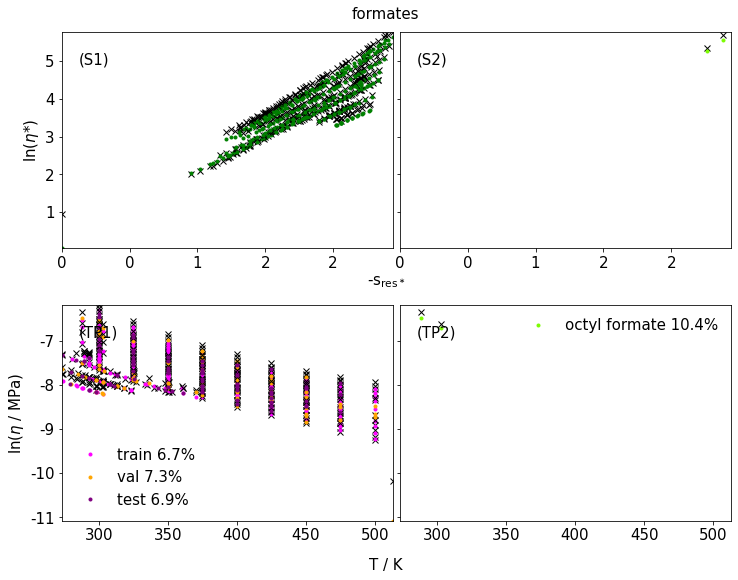 formates
(S1)
(S2)
ln(η*)
5
4
3
2
1
0 0 1 2 2
0 0 1 2 2
-s_res*
(TP1)
(TP2)
octyl formate 10.4%
ln(η / MPa)
-7
-8
-9
-10
-11
train 6.7%
val 7.3%
test 6.9%
300 350 400 450 500
300 350 400 450 500
T / K